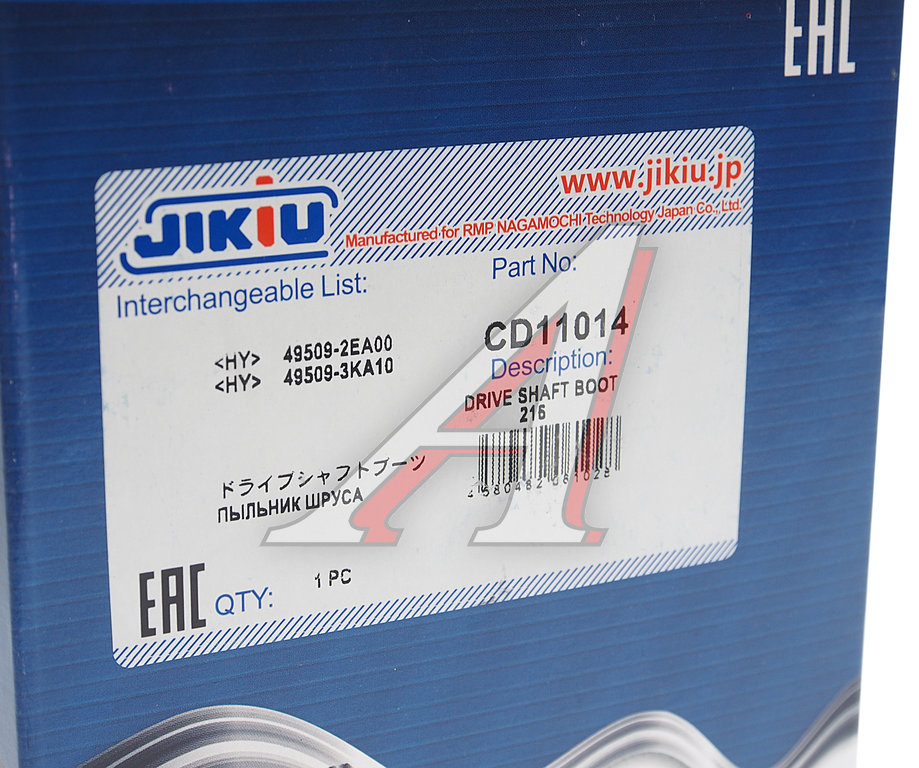 EAC
JIKIU
www.jikiu.jp
Manufactured for RMP NAGAMOCHI Technology Japan Co., Ltd.
Interchangeable List:
Part No:
<HY> 49509-2EA00
<HY> 49509-3KA10
CD11014
Description:
DRIVE SHAFT BOOT
216
4580482081028
ドライブシャフトブーツ
ПЫЛЬНИК ШРУСА
EAC
QTY: 1 PC